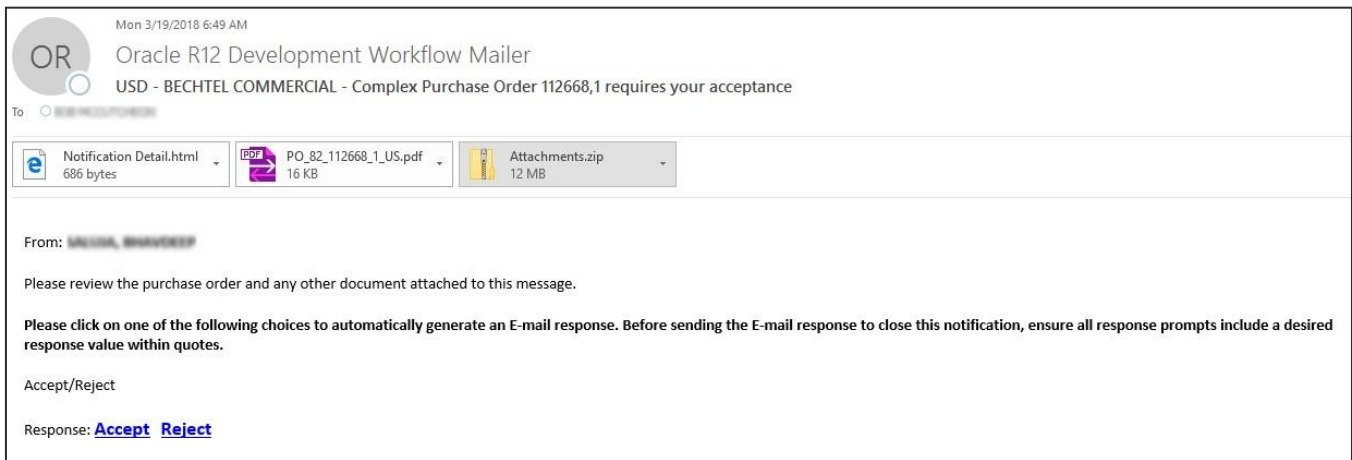 Mon 3/19/2018 6:49 AM
OR
Oracle R12 Development Workflow Mailer
USD - BECHTEL COMMERCIAL - Complex Purchase Order 112668,1 requires your acceptance
To
Notification Detail.html
686 bytes
PDF
PO_82_112668_1_US.pdf
16 KB
Attachments.zip
12 MB
From:
Please review the purchase order and any other document attached to this message.
Please click on one of the following choices to automatically generate an E-mail response. Before sending the E-mail response to close this notification, ensure all response prompts include a desired
response value within quotes.
Accept/Reject
Response: Accept Reject